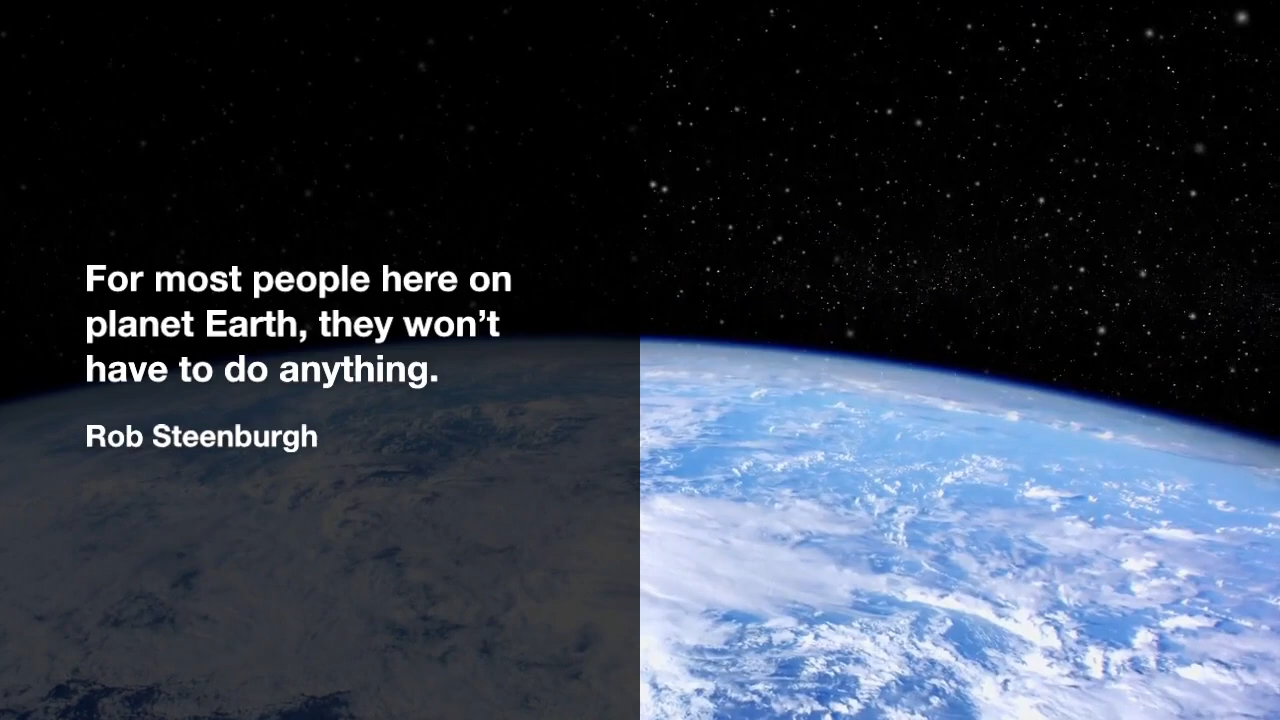 For most people here on
planet Earth, they won’t
have to do anything.
Rob Steenburgh